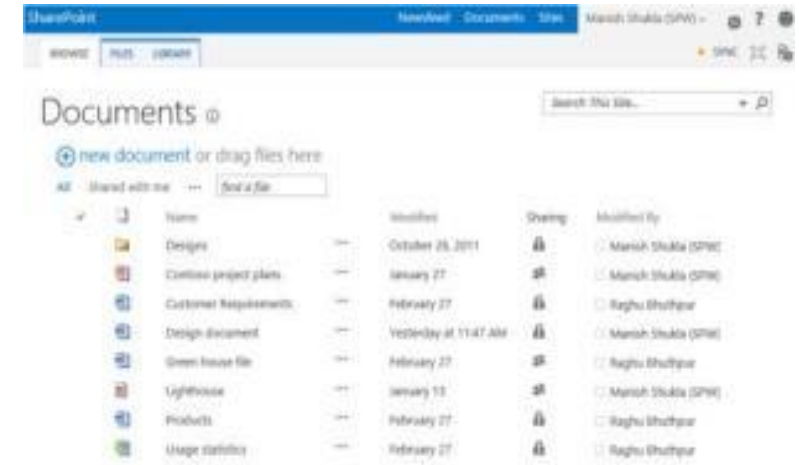 SharePoint Newsfeed Documents Sites Manish Shukla (SPW) ?
BROWSE FILES LIBRARY SYNC
Documents
Search This Site...
new document or drag files here
All Shared with me ... find a file
Name Modified Sharing Modified By
Designs ... October 26, 2011 Manish Shukla (SPW)
Contoso project plans ... January 27 Manish Shukla (SPW)
Customer Requirements ... February 27 Raghu
Design document ... Yesterday at 11:47 AM Manish Shukla (SPW)
Green house file ... February 27 Raghu
Lighthouse ... January 13 Manish Shukla (SPW)
Products ... February 27 Raghu
Usage statistics ... February 27 Raghu